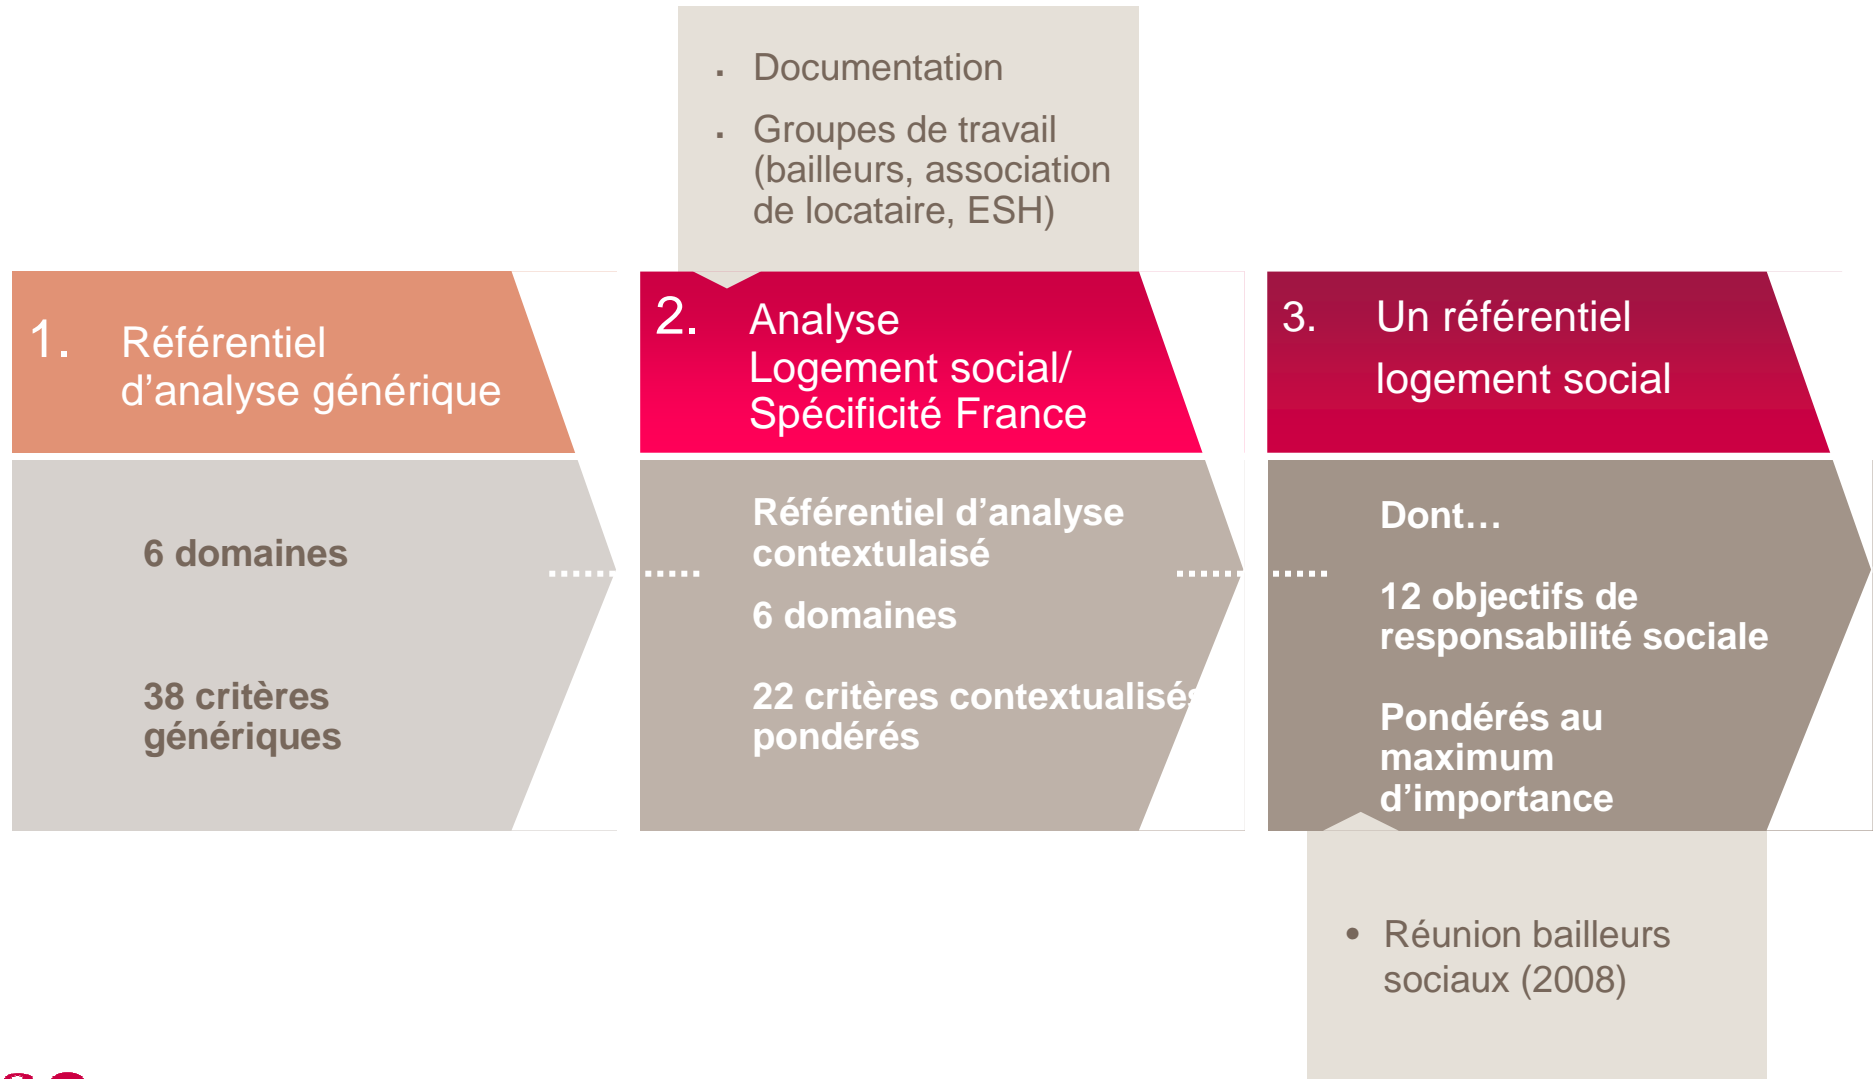 ▪ Documentation
▪ Groupes de travail
(bailleurs, association
de locataire, ESH)
1. Référentiel
d’analyse générique
6 domaines
38 critères
génériques
2. Analyse
Logement social/
Spécificité France
Référentiel d’analyse
contextulaisé
6 domaines
22 critères contextualisés
pondérés
3. Un référentiel
logement social
Dont…
12 objectifs de
responsabilité sociale
Pondérés au
maximum
d’importance
• Réunion bailleurs
sociaux (2008)